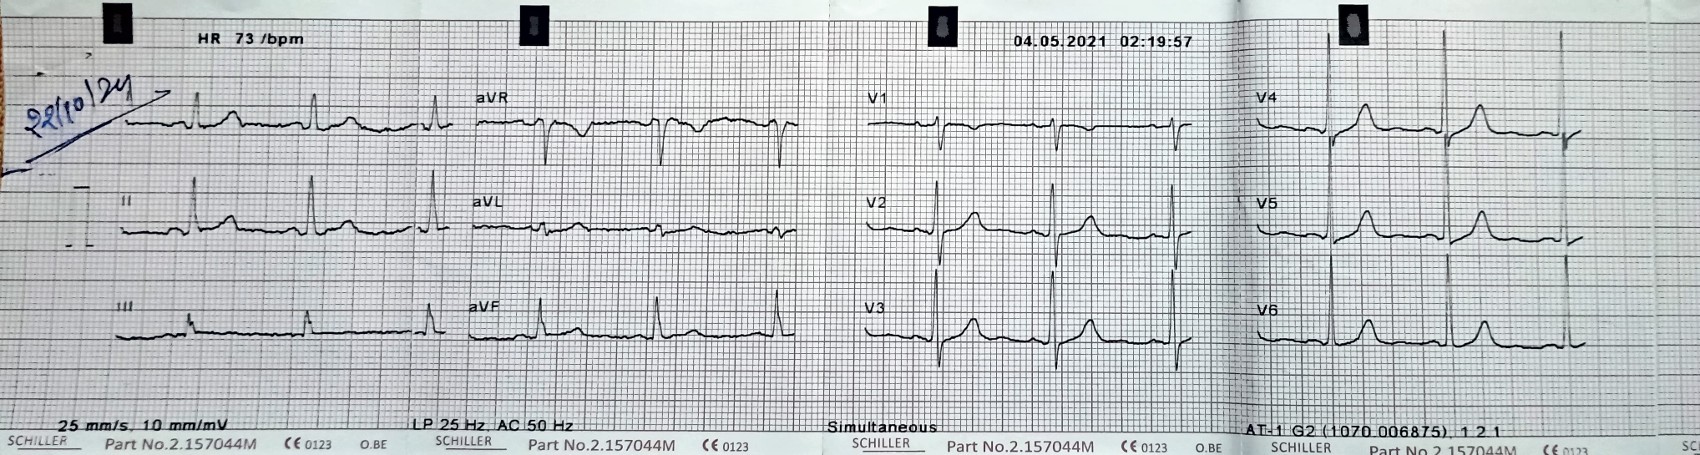 HR 73 /bpm
04.05.2021 02:19:57
22/10/24
aVR
V1
V4
II
aVL
V2
V5
III
aVF
V3
V6
25 mm/s, 10 mm/mV
LP 25 Hz AC 50 Hz
Simultaneous
AT-1 G2 (1070.006875) 1.2.1
SCHILLER Part No.2.157044M CE 0123 O.BE
SCHILLER Part No.2.157044M CE 0123
SCHILLER Part No.2.157044M CE 0123 O.BE
SCHILLER Part No.2.157044M CE 0123
SC